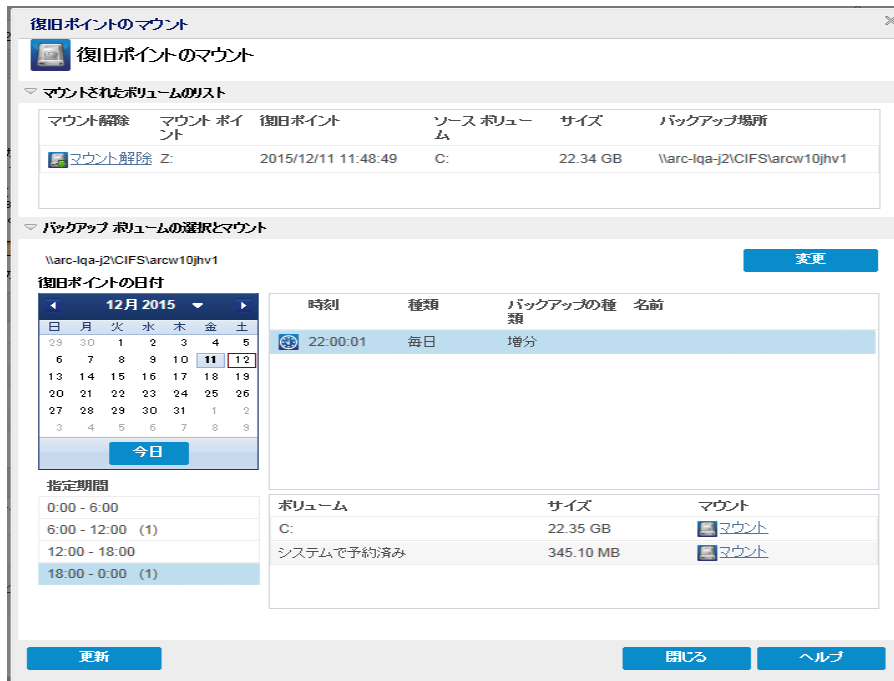 復旧ポイントのマウント
復旧ポイントのマウント
マウントされたボリュームのリスト
マウント解除 マウント ポイント 復旧ポイント ソース ボリューム サイズ バックアップ場所
マウント解除 Z: 2015/12/11 11:48:49 C: 22.34 GB \\arc-lqa-j2\CIFS\arcw10jhv1
バックアップ ボリュームの選択とマウント
\\arc-lqa-j2\CIFS\arcw10jhv1 変更
復旧ポイントの日付
12月 2015
日 月 火 水 木 金 土
29 30 1 2 3 4 5
6 7 8 9 10 11 12
13 14 15 16 17 18 19
20 21 22 23 24 25 26
27 28 29 30 31 1 2
3 4 5 6 7 8 9
今日
時刻 種類 バックアップの種類 名前
22:00:01 毎日 増分
指定期間
0:00 - 6:00
6:00 - 12:00 (1)
12:00 - 18:00
18:00 - 0:00 (1)
ボリューム サイズ マウント
C: 22.35 GB マウント
システムで予約済み 345.10 MB マウント
更新 閉じる ヘルプ